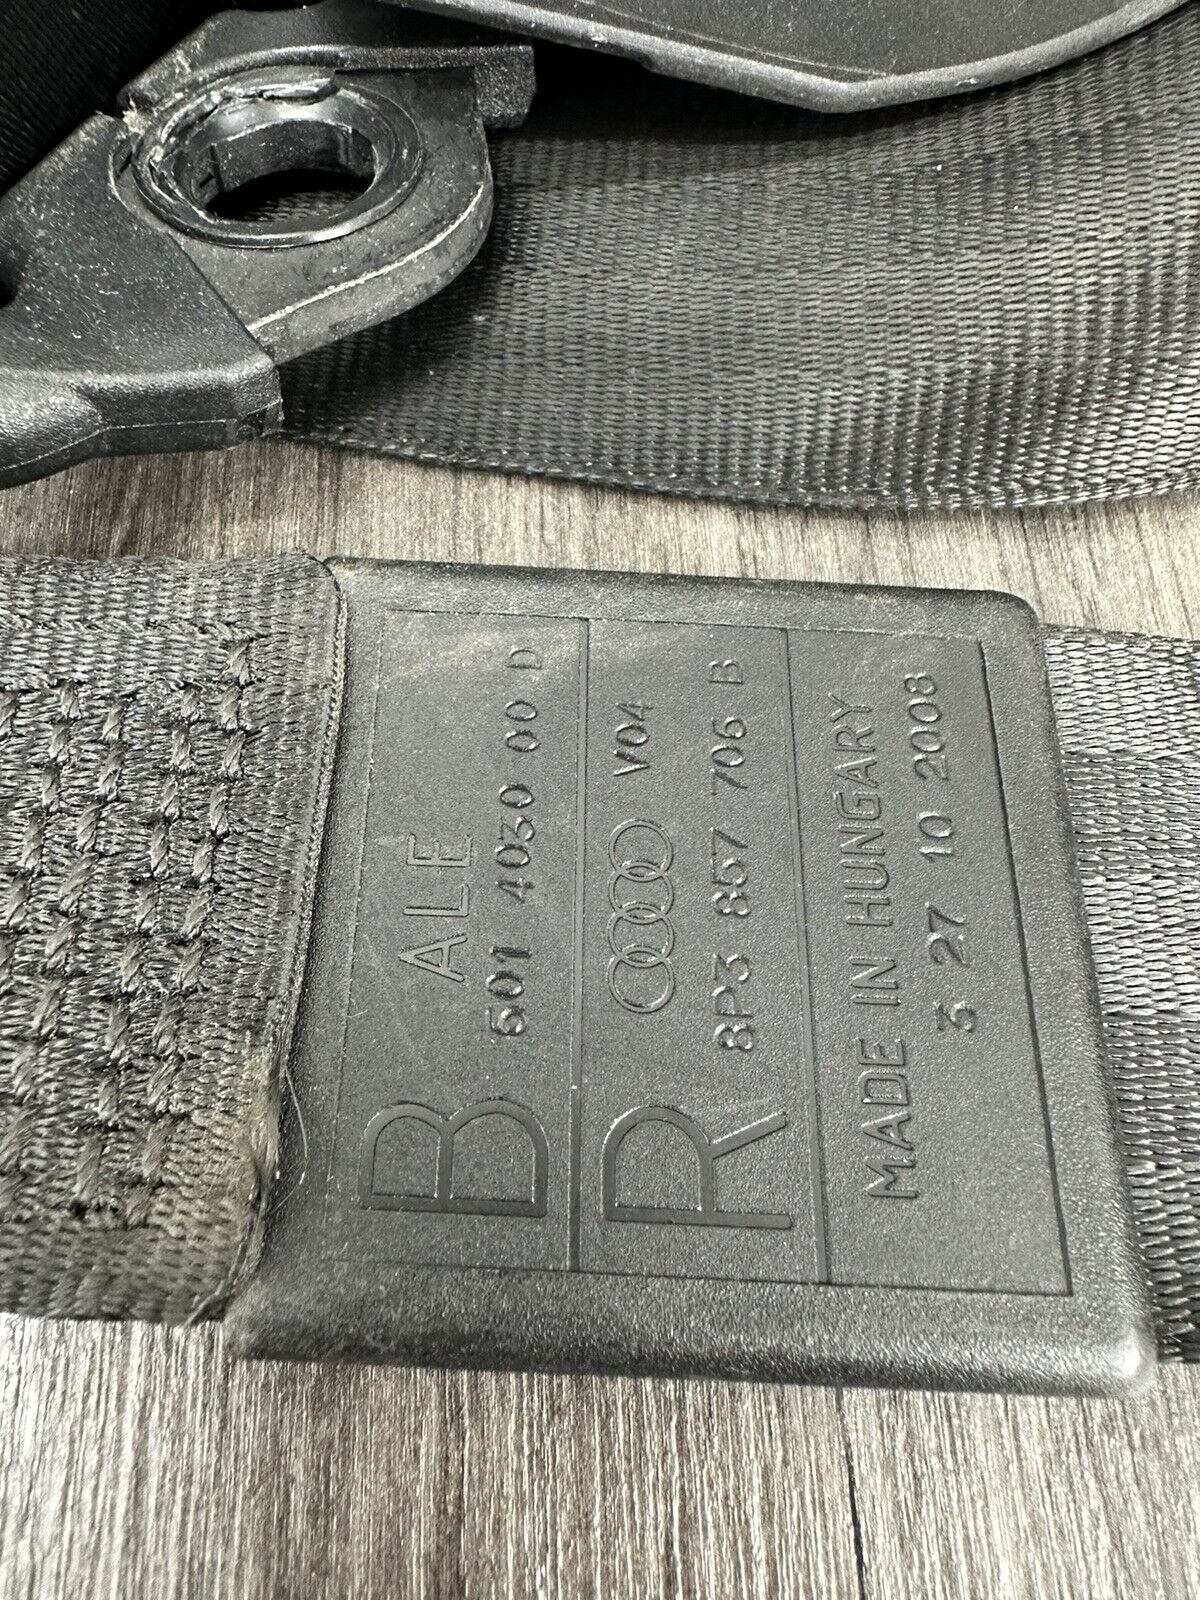 B ALE
601 4030 00 D
R V04
8P3 857 706 B
MADE IN HUNGARY
3 27 10 2008